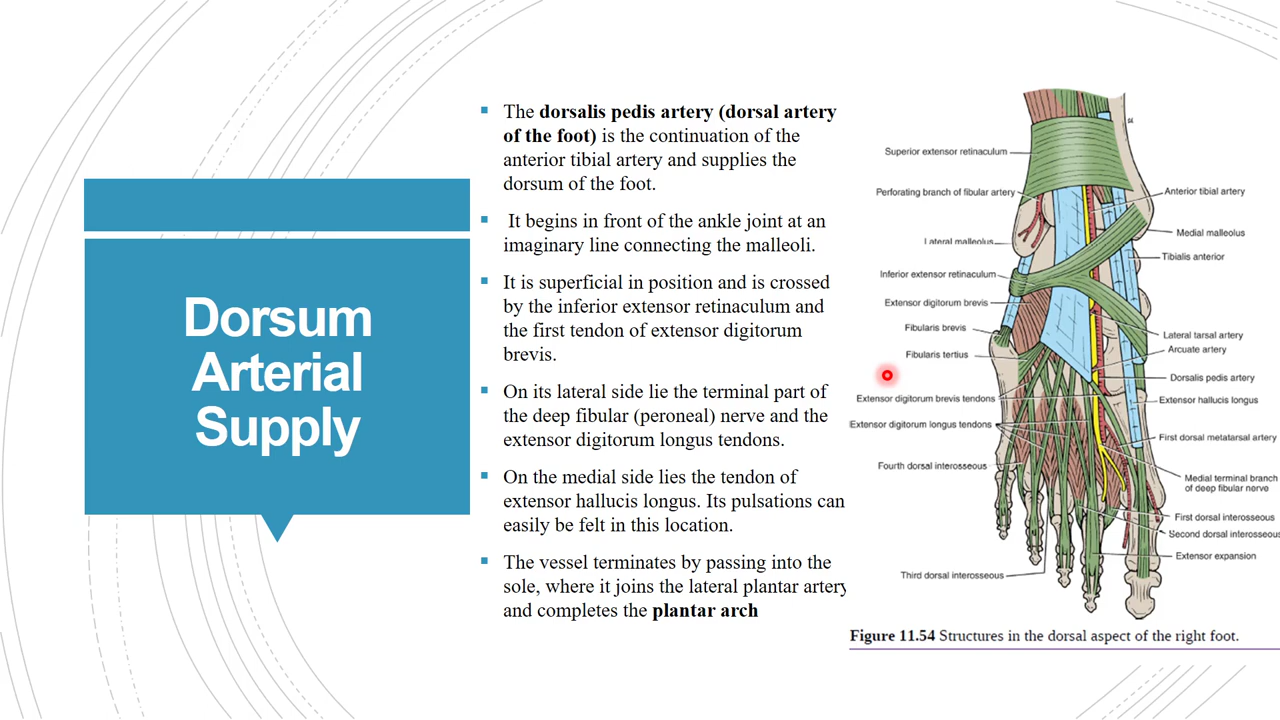 Dorsum
Arterial
Supply
▪ The dorsalis pedis artery (dorsal artery
of the foot) is the continuation of the
anterior tibial artery and supplies the
dorsum of the foot.
▪ It begins in front of the ankle joint at an
imaginary line connecting the malleoli.
▪ It is superficial in position and is crossed
by the inferior extensor retinaculum and
the first tendon of extensor digitorum
brevis.
▪ On its lateral side lie the terminal part of
the deep fibular (peroneal) nerve and the
extensor digitorum longus tendons.
▪ On the medial side lies the tendon of
extensor hallucis longus. Its pulsations can
easily be felt in this location.
▪ The vessel terminates by passing into the
sole, where it joins the lateral plantar artery
and completes the plantar arch
Superior extensor retinaculum
Perforating branch of fibular artery
Lateral malleolus
Inferior extensor retinaculum
Extensor digitorum brevis
Fibularis brevis
Fibularis tertius
Extensor digitorum brevis tendons
Extensor digitorum longus tendons
Fourth dorsal interosseous
Third dorsal interosseous
Anterior tibial artery
Medial malleolus
Tibialis anterior
Lateral tarsal artery
Arcuate artery
Dorsalis pedis artery
Extensor hallucis longus
First dorsal metatarsal artery
Medial terminal branch
of deep fibular nerve
First dorsal interosseous
Second dorsal interosseous
Extensor expansion
Figure 11.54 Structures in the dorsal aspect of the right foot.